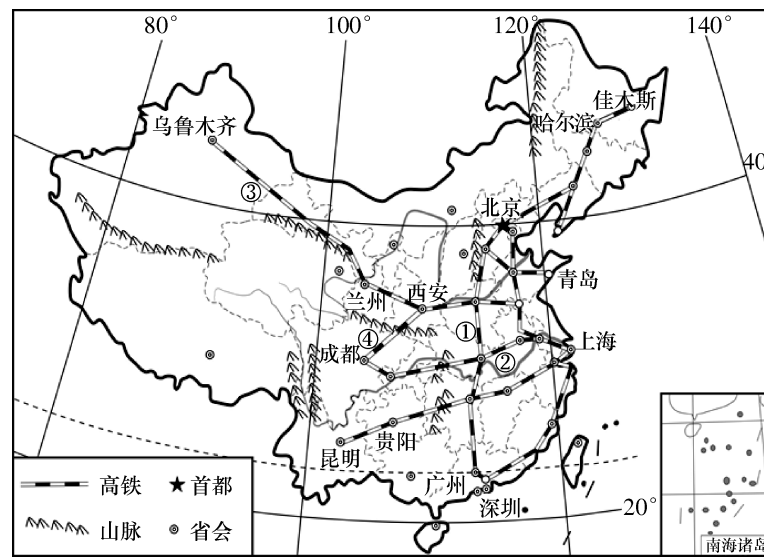 80°
100°
120°
140°
佳木斯
哈尔滨
乌鲁木齐
40
③
北京
青岛
兰州
西安
①
④
上海
成都
②
贵阳
昆明
广州
深圳
20°
高铁
首都
山脉
省会
南海诸岛